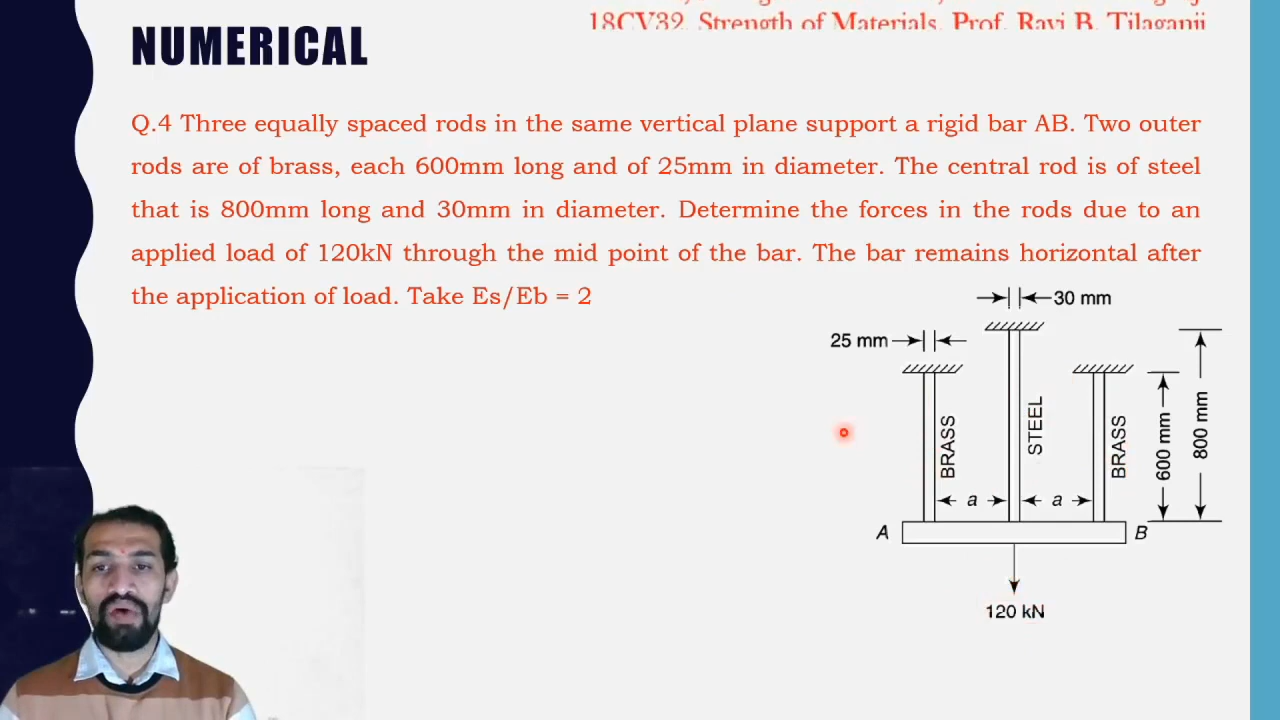 18CV32, Strength of Materials, Prof. Ravi B. Tilaganji
NUMERICAL
Q.4 Three equally spaced rods in the same vertical plane support a rigid bar AB. Two outer
rods are of brass, each 600mm long and of 25mm in diameter. The central rod is of steel
that is 800mm long and 30mm in diameter. Determine the forces in the rods due to an
applied load of 120kN through the mid point of the bar. The bar remains horizontal after
the application of load. Take Es/Eb = 2
30 mm
25 mm
BRASS
STEEL
BRASS
600 mm
800 mm
a
a
A
B
120 kN